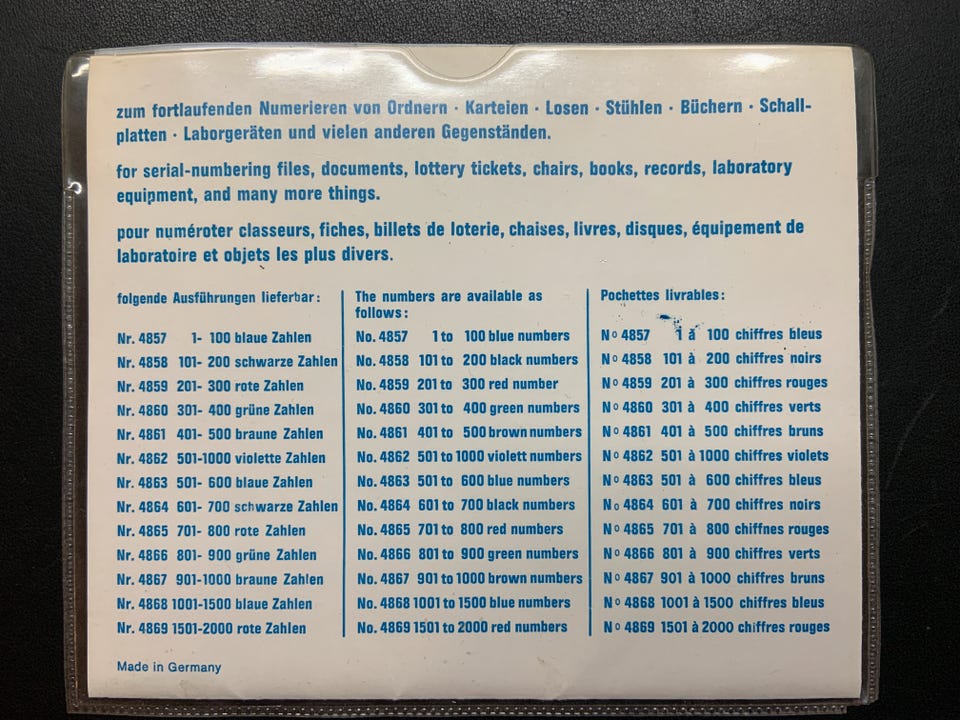 zum fortlaufenden Numerieren von Ordnern · Karteien · Losen · Stühlen · Büchern · Schall-
platten · Laborgeräten und vielen anderen Gegenständen.
for serial-numbering files, documents, lottery tickets, chairs, books, records, laboratory
equipment, and many more things.
pour numéroter classeurs, fiches, billets de loterie, chaises, livres, disques, équipement de
laboratoire et objets les plus divers.
folgende Ausführungen lieferbar:
Nr. 4857 1- 100 blaue Zahlen
Nr. 4858 101- 200 schwarze Zahlen
Nr. 4859 201- 300 rote Zahlen
Nr. 4860 301- 400 grüne Zahlen
Nr. 4861 401- 500 braune Zahlen
Nr. 4862 501-1000 violette Zahlen
Nr. 4863 501- 600 blaue Zahlen
Nr. 4864 601- 700 schwarze Zahlen
Nr. 4865 701- 800 rote Zahlen
Nr. 4866 801- 900 grüne Zahlen
Nr. 4867 901-1000 braune Zahlen
Nr. 4868 1001-1500 blaue Zahlen
Nr. 4869 1501-2000 rote Zahlen
The numbers are available as
follows:
No. 4857 1 to 100 blue numbers
No. 4858 101 to 200 black numbers
No. 4859 201 to 300 red number
No. 4860 301 to 400 green numbers
No. 4861 401 to 500 brown numbers
No. 4862 501 to 1000 violett numbers
No. 4863 501 to 600 blue numbers
No. 4864 601 to 700 black numbers
No. 4865 701 to 800 red numbers
No. 4866 801 to 900 green numbers
No. 4867 901 to 1000 brown numbers
No. 4868 1001 to 1500 blue numbers
No. 4869 1501 to 2000 red numbers
Pochettes livrables:
Nº 4857 1 à 100 chiffres bleus
Nº 4858 101 à 200 chiffres noirs
Nº 4859 201 à 300 chiffres rouges
Nº 4860 301 à 400 chiffres verts
Nº 4861 401 à 500 chiffres bruns
Nº 4862 501 à 1000 chiffres violets
Nº 4863 501 à 600 chiffres bleus
Nº 4864 601 à 700 chiffres noirs
Nº 4865 701 à 800 chiffnes rouges
Nº 4866 801 à 900 chiffres verts
Nº 4867 901 à 1000 chiffres bruns
Nº 4868 1001 à 1500 chiffres bleus
Nº 4869 1501 à 2000 chiffres rouges
Made in Germany